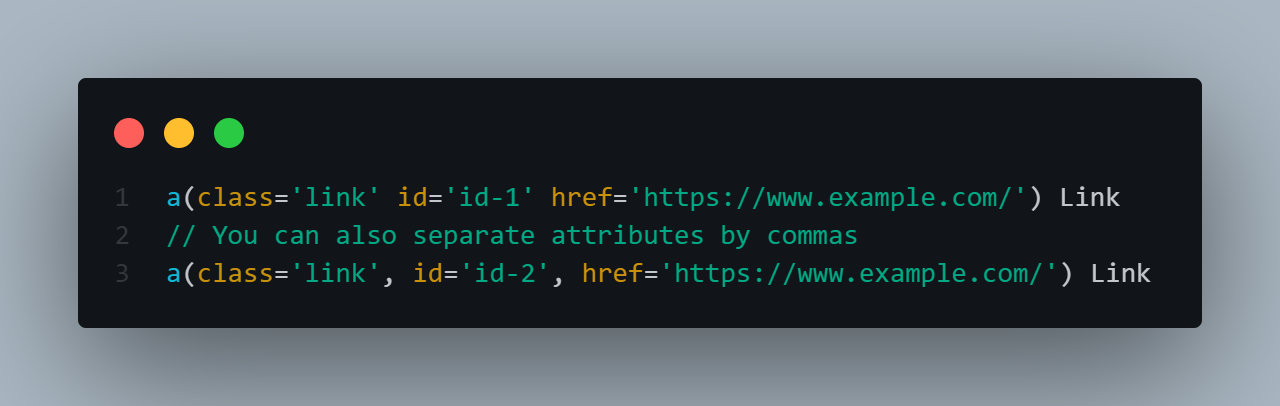 1 a(class='link' id='id-1' href='https://www.example.com/') Link
2 // You can also separate attributes by commas
3 a(class='link', id='id-2', href='https://www.example.com/') Link